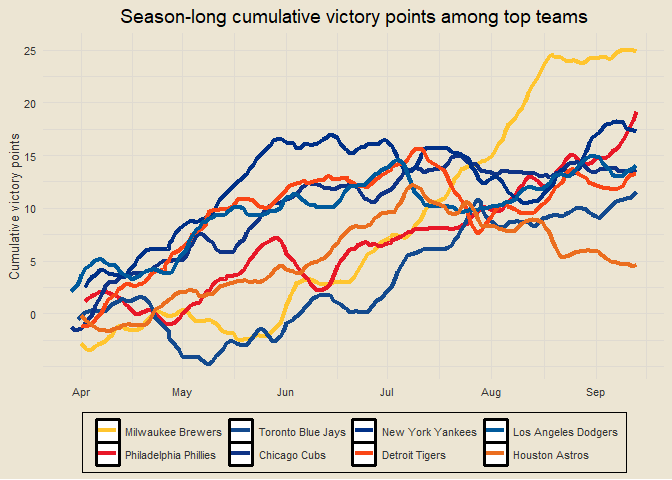 Season-long cumulative victory points among top teams
Cumulative victory points
25
20
15
10
5
0
Apr May Jun Jul Aug Sep
Milwaukee Brewers Toronto Blue Jays New York Yankees Los Angeles Dodgers
Philadelphia Phillies Chicago Cubs Detroit Tigers Houston Astros